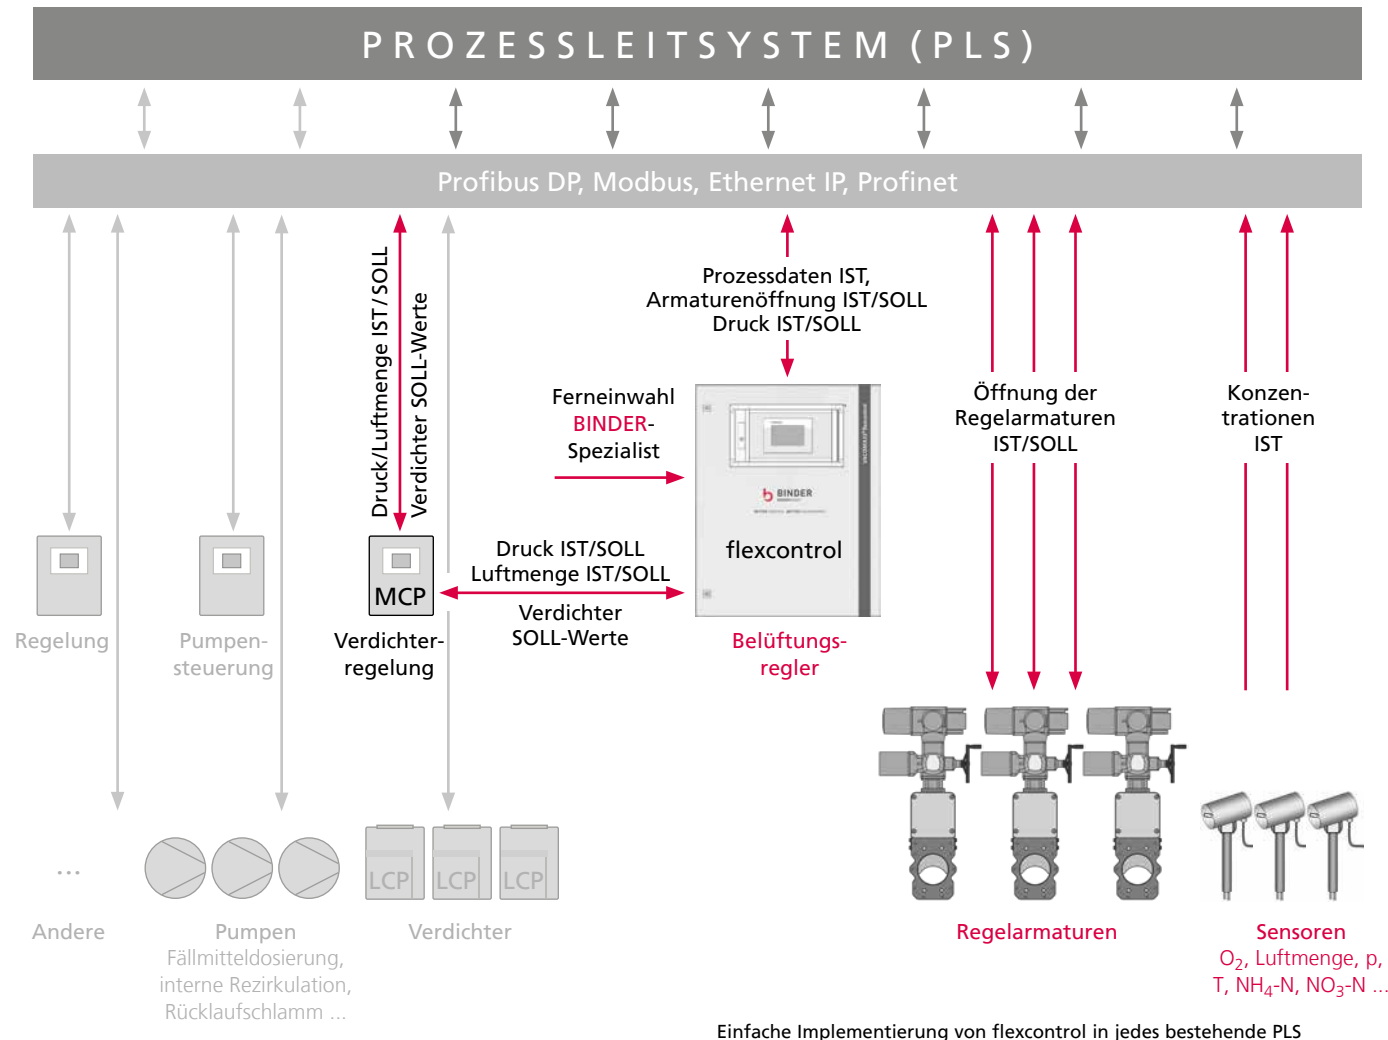 PROZESSLEITSYSTEM (PLS)
Profibus DP, Modbus, Ethernet IP, Profinet
Druck/Luftmenge IST / SOLL
Verdichter SOLL-Werte
Prozessdaten IST,
Armaturenöffnung IST/SOLL
Druck IST/SOLL
Ferneinwahl
BINDER-
Spezialist
Öffnung der
Regelarmaturen
IST/SOLL
Konzen-
trationen
IST
BINDER
flexcontrol
Druck IST/SOLL
Luftmenge IST/SOLL
Verdichter
SOLL-Werte
MCP
Regelung
Pumpen-
steuerung
Verdichter-
regelung
Belüftungs-
regler
...
LCP
LCP
LCP
Andere
Pumpen
Fällmitteldosierung,
interne Rezirkulation,
Rücklaufschlamm ...
Verdichter
Regelarmaturen
Sensoren
O₂, Luftmenge, p,
T, NH₄-N, NO₃-N ...
Einfache Implementierung von flexcontrol in jedes bestehende PLS